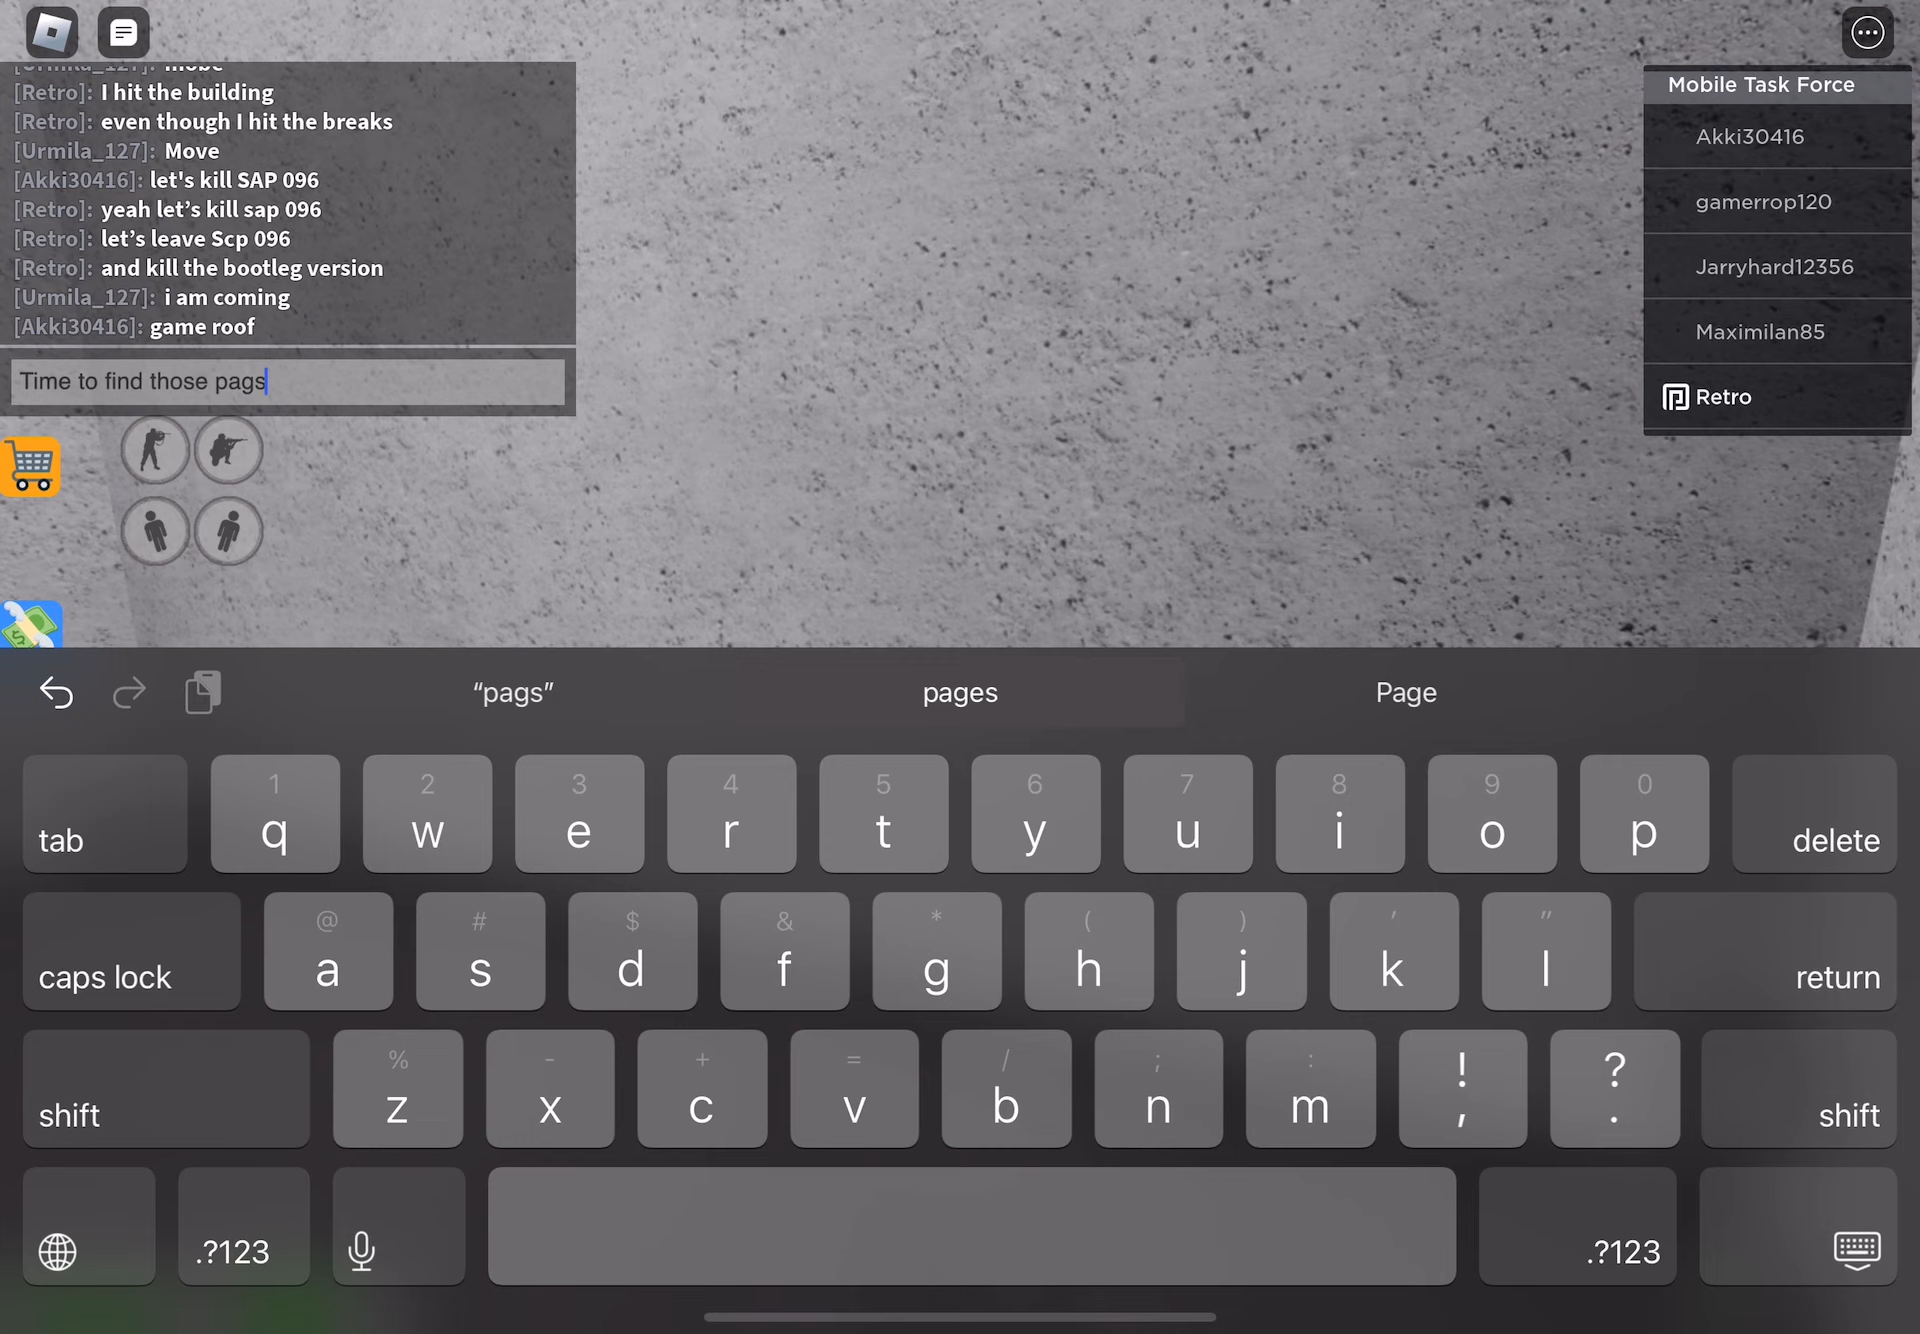 [Urmila_127]: mobe
[Retro]: I hit the building
[Retro]: even though I hit the breaks
[Urmila_127]: Move
[Akki30416]: let's kill SAP 096
[Retro]: yeah let’s kill sap 096
[Retro]: let’s leave Scp 096
[Retro]: and kill the bootleg version
[Urmila_127]: i am coming
[Akki30416]: game roof
Time to find those pags
Mobile Task Force
Akki30416
gamerrop120
Jarryhard12356
Maximilan85
Retro
“pags” pages Page
1 2 3 4 5 6 7 8 9 0
tab q w e r t y u i o p delete
@ # $ & * ( ) ' "
caps lock a s d f g h j k l return
% - + = / ; : ! ?
shift z x c v b n m , . shift
.?123 .?123